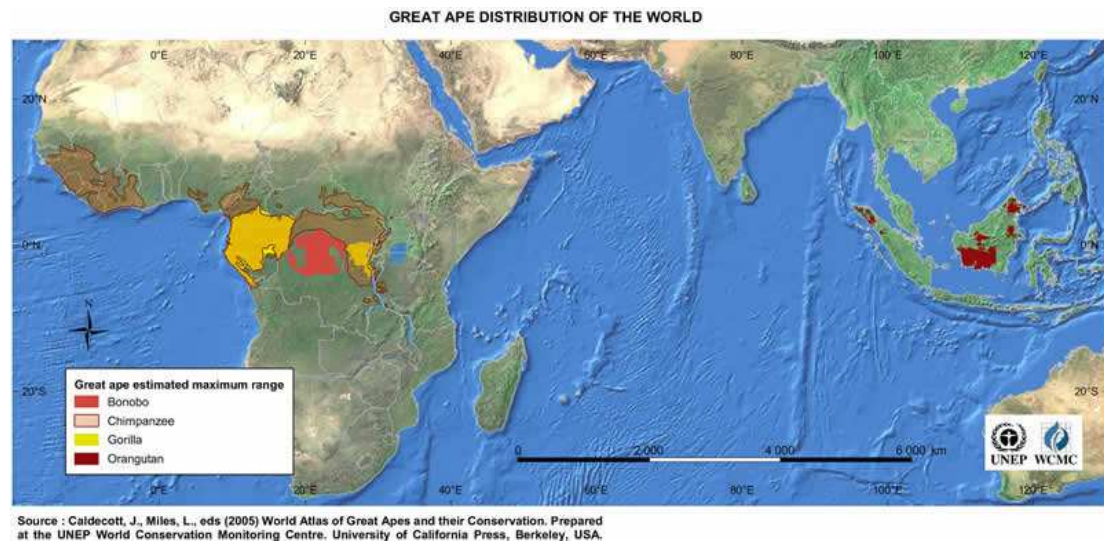 GREAT APE DISTRIBUTION OF THE WORLD
0°E 20°E 40°E 60°E 80°E 100°E 120°E
20°N 20°N
0°N 0°N
N
20°S 20°S
Great ape estimated maximum range
Bonobo
Chimpanzee
Gorilla
Orangutan
0 2 000 4 000 6 000 km
UNEP WCMC
0°E 20°E 40°E 60°E 80°E 100°E 120°E
Source : Caldecott, J., Miles, L., eds (2005) World Atlas of Great Apes and their Conservation. Prepared
at the UNEP World Conservation Monitoring Centre. University of California Press, Berkeley, USA.